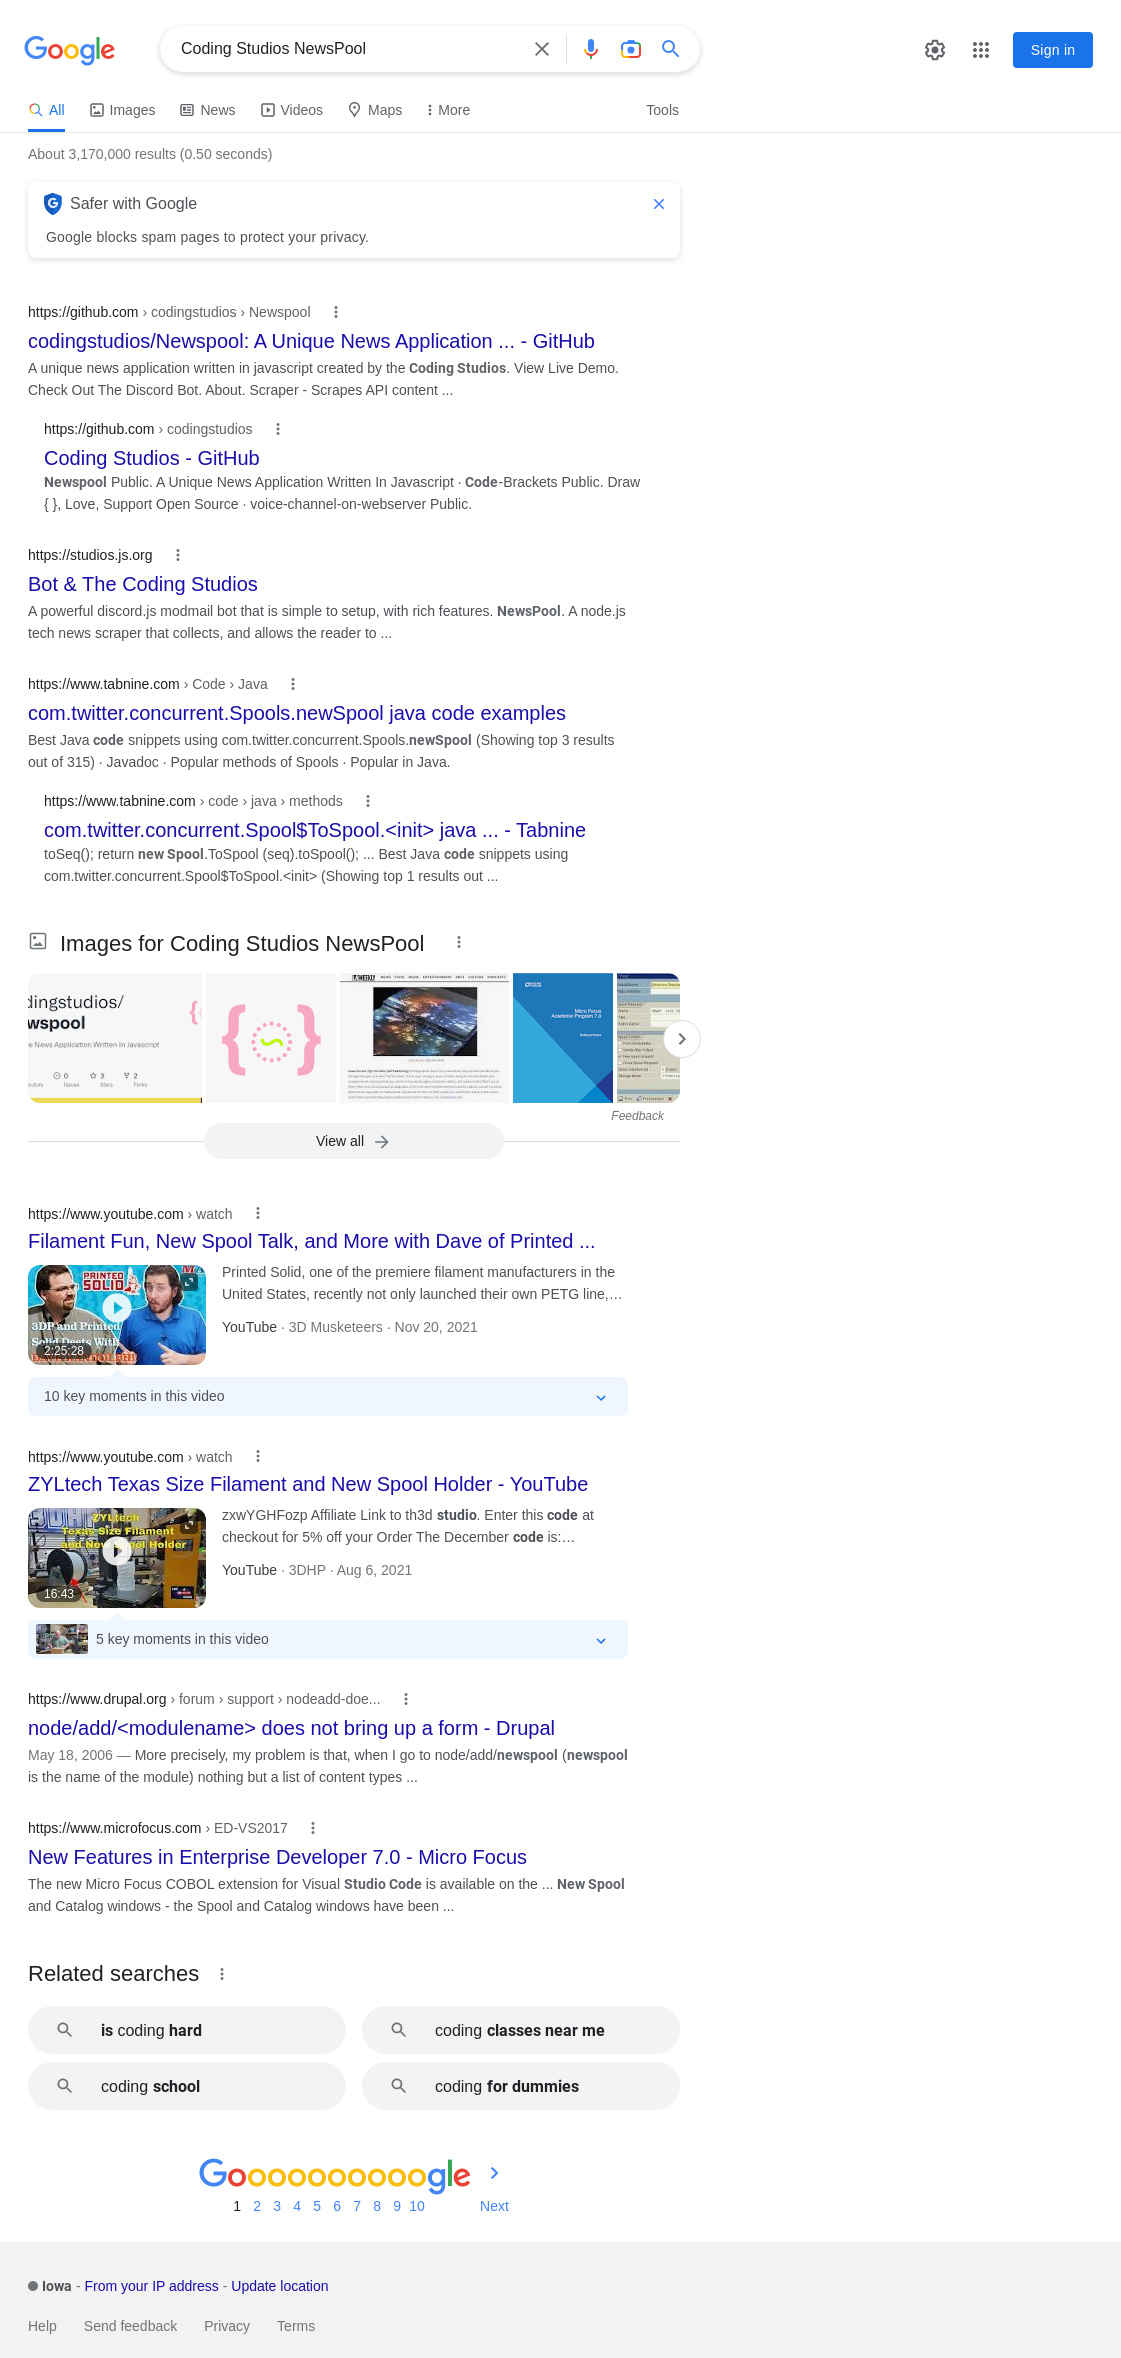 Google
Coding Studios NewsPool
Sign in
All
Images
News
Videos
Maps
More
Tools
About 3,170,000 results (0.50 seconds)
Safer with Google
Google blocks spam pages to protect your privacy.
https://github.com › codingstudios › Newspool
codingstudios/Newspool: A Unique News Application ... - GitHub
A unique news application written in javascript created by the Coding Studios. View Live Demo.
Check Out The Discord Bot. About. Scraper - Scrapes API content ...
https://github.com › codingstudios
Coding Studios - GitHub
Newspool Public. A Unique News Application Written In Javascript · Code-Brackets Public. Draw
{ }, Love, Support Open Source · voice-channel-on-webserver Public.
https://studios.js.org
Bot & The Coding Studios
A powerful discord.js modmail bot that is simple to setup, with rich features. NewsPool. A node.js
tech news scraper that collects, and allows the reader to ...
https://www.tabnine.com › Code › Java
com.twitter.concurrent.Spools.newSpool java code examples
Best Java code snippets using com.twitter.concurrent.Spools.newSpool (Showing top 3 results
out of 315) · Javadoc · Popular methods of Spools · Popular in Java.
https://www.tabnine.com › code › java › methods
com.twitter.concurrent.Spool$ToSpool.<init> java ... - Tabnine
toSeq(); return new Spool.ToSpool (seq).toSpool(); ... Best Java code snippets using
com.twitter.concurrent.Spool$ToSpool.<init> (Showing top 1 results out ...
Images for Coding Studios NewsPool
dingstudios/
wspool
e News Application Written In Javascript
0 3 2
utors Issues Stars Forks
Micro Focus
Academic Program 7.0
Release Notes
Feedback
View all
https://www.youtube.com › watch
Filament Fun, New Spool Talk, and More with Dave of Printed ...
PRINTED
SOLID
3DP and Printed
Solid Deets With
2:25:28
Printed Solid, one of the premiere filament manufacturers in the
United States, recently not only launched their own PETG line,...
YouTube · 3D Musketeers · Nov 20, 2021
10 key moments in this video
https://www.youtube.com › watch
ZYLtech Texas Size Filament and New Spool Holder - YouTube
ZYLtech
Texas Size Filament
and New Spool Holder
16:43
zxwYGHFozp Affiliate Link to th3d studio. Enter this code at
checkout for 5% off your Order The December code is:...
YouTube · 3DHP · Aug 6, 2021
5 key moments in this video
https://www.drupal.org › forum › support › nodeadd-doe...
node/add/<modulename> does not bring up a form - Drupal
May 18, 2006 — More precisely, my problem is that, when I go to node/add/newspool (newspool
is the name of the module) nothing but a list of content types ...
https://www.microfocus.com › ED-VS2017
New Features in Enterprise Developer 7.0 - Micro Focus
The new Micro Focus COBOL extension for Visual Studio Code is available on the ... New Spool
and Catalog windows - the Spool and Catalog windows have been ...
Related searches
is coding hard
coding classes near me
coding school
coding for dummies
Goooooooooogle
1 2 3 4 5 6 7 8 9 10 Next
Iowa - From your IP address - Update location
Help Send feedback Privacy Terms